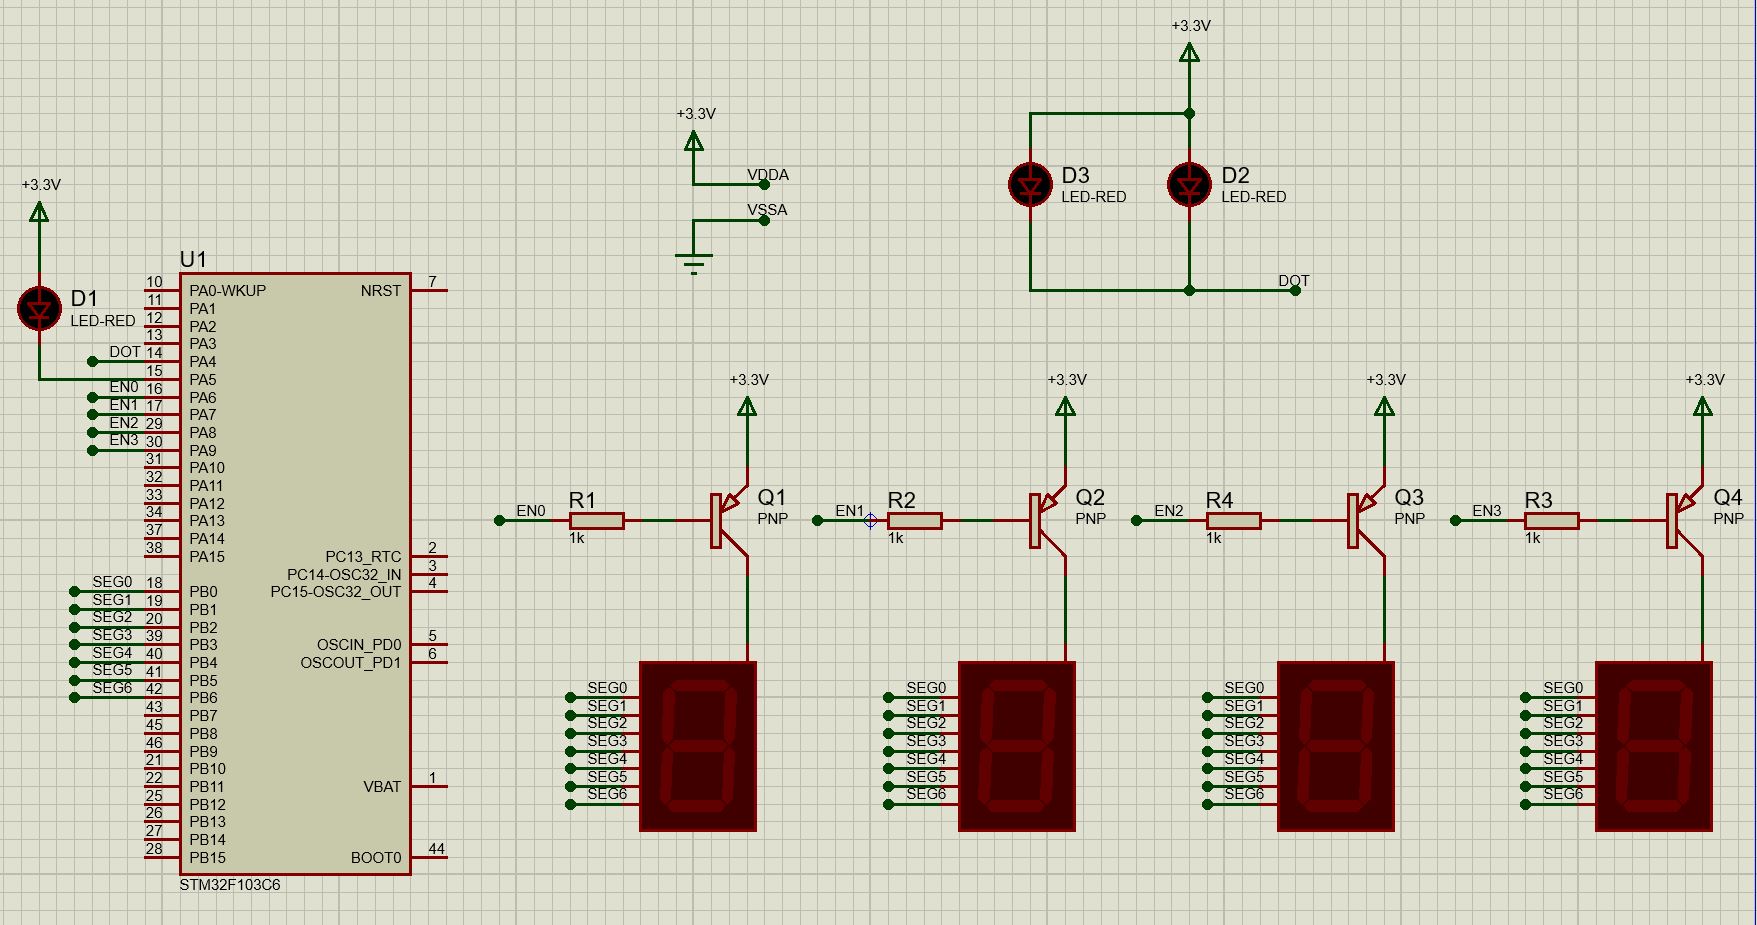 +3.3V
+3.3V
+3.3V
VDDA
VSSA
D3
LED-RED
D2
LED-RED
DOT
D1
LED-RED
U1
10 PA0-WKUP
11 PA1
12 PA2
13 PA3
DOT 14 PA4
15 PA5
EN0 16 PA6
EN1 17 PA7
EN2 29 PA8
EN3 30 PA9
31 PA10
32 PA11
33 PA12
34 PA13
37 PA14
38 PA15
SEG0 18 PB0
SEG1 19 PB1
SEG2 20 PB2
SEG3 39 PB3
SEG4 40 PB4
SEG5 41 PB5
SEG6 42 PB6
43 PB7
45 PB8
46 PB9
21 PB10
22 PB11
25 PB12
26 PB13
27 PB14
28 PB15
NRST 7
PC13_RTC 2
PC14-OSC32_IN 3
PC15-OSC32_OUT 4
OSCIN_PD0 5
OSCOUT_PD1 6
VBAT 1
BOOT0 44
STM32F103C6
+3.3V
EN0
R1
1k
Q1
PNP
SEG0
SEG1
SEG2
SEG3
SEG4
SEG5
SEG6
+3.3V
EN1
R2
1k
Q2
PNP
SEG0
SEG1
SEG2
SEG3
SEG4
SEG5
SEG6
+3.3V
EN2
R4
1k
Q3
PNP
SEG0
SEG1
SEG2
SEG3
SEG4
SEG5
SEG6
+3.3V
EN3
R3
1k
Q4
PNP
SEG0
SEG1
SEG2
SEG3
SEG4
SEG5
SEG6